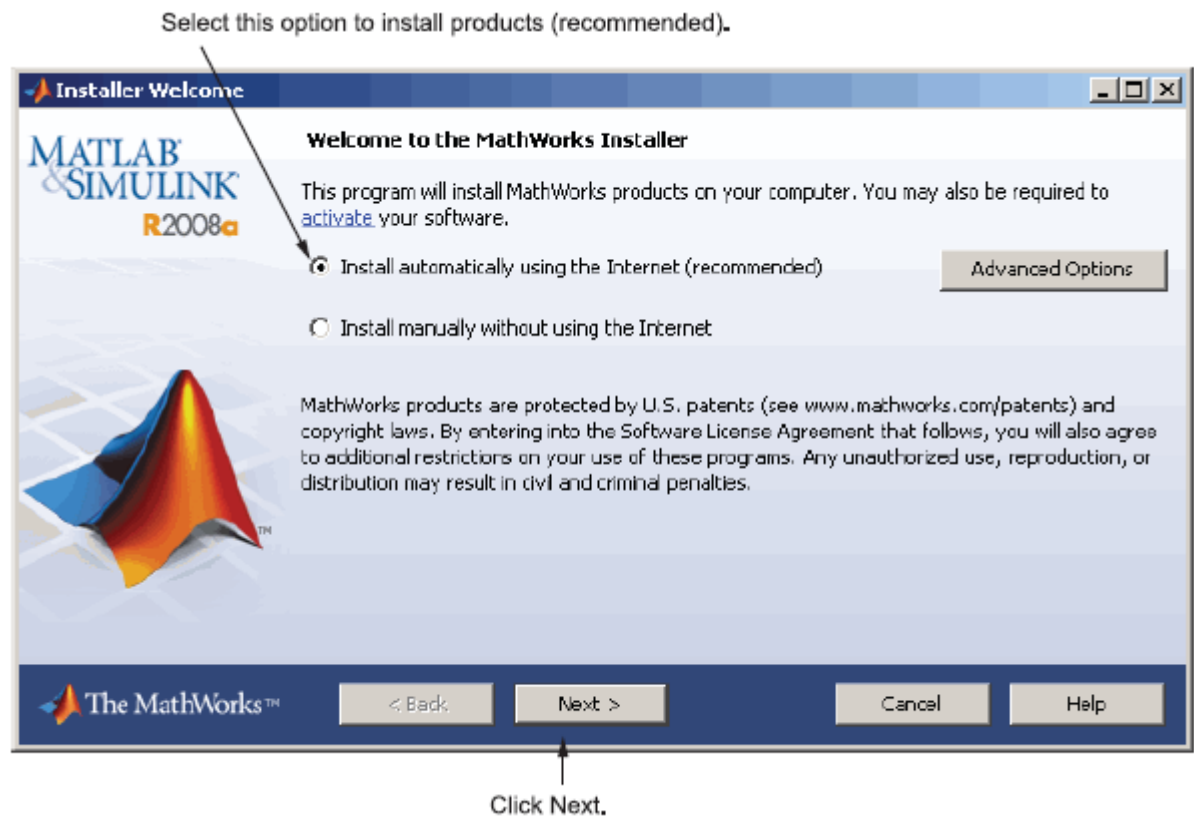 Select this option to install products (recommended).
Installer Welcome
MATLAB
&SIMULINK
R2008a
Welcome to the MathWorks Installer
This program will install MathWorks products on your computer. You may also be required to
activate your software.
Install automatically using the Internet (recommended)
Advanced Options
Install manually without using the Internet
MathWorks products are protected by U.S. patents (see www.mathworks.com/patents) and
copyright laws. By entering into the Software License Agreement that follows, you will also agree
to additional restrictions on your use of these programs. Any unauthorized use, reproduction, or
distribution may result in civil and criminal penalties.
TM
The MathWorks™
< Back
Next >
Cancel
Help
Click Next.